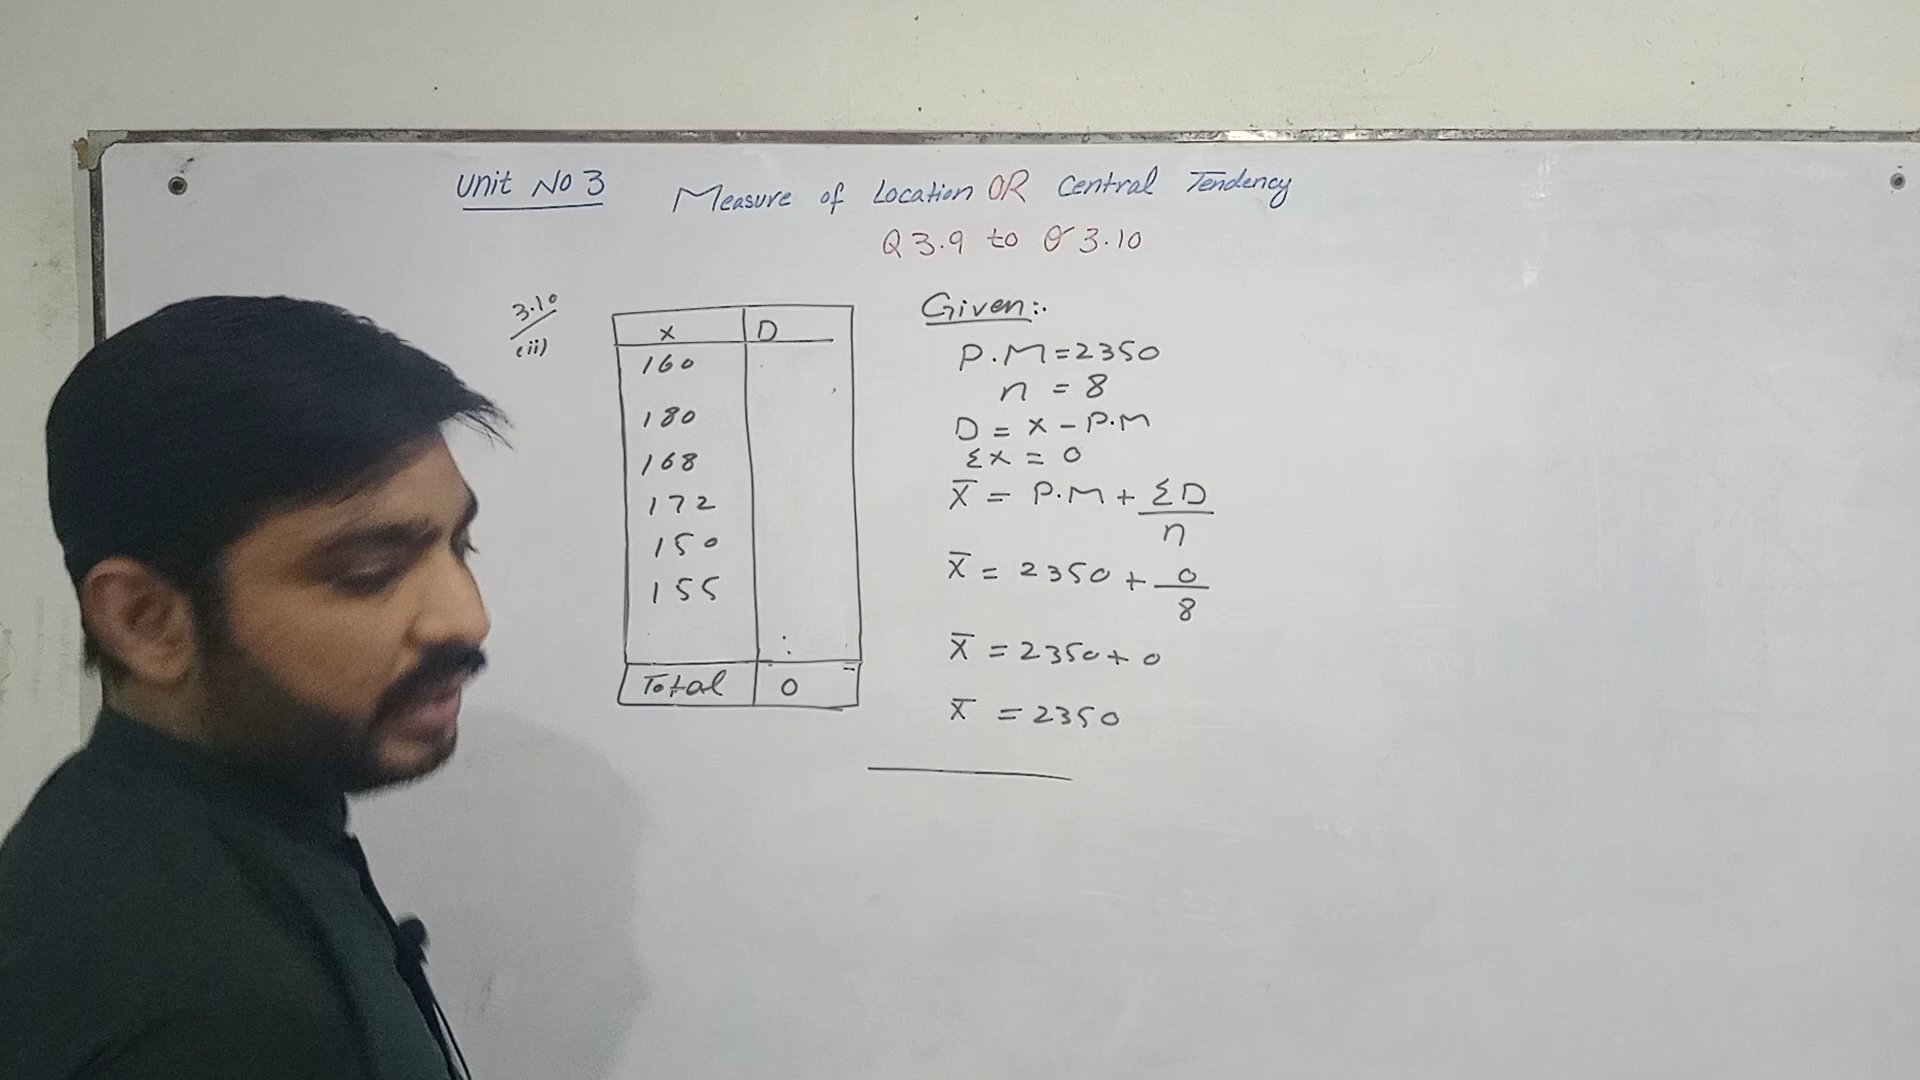 Unit No 3 Measure of Location OR Central Tendency
Q 3.9 to Q 3.10
3.10
(ii)
x D
160
180
168
172
150
155
Total 0
Given:.
P.M=2350
n = 8
D = x - P.M
Σx = 0
X̄ = P.M + ΣD/n
X̄ = 2350 + 0/8
X̄ = 2350 + 0
X̄ = 2350